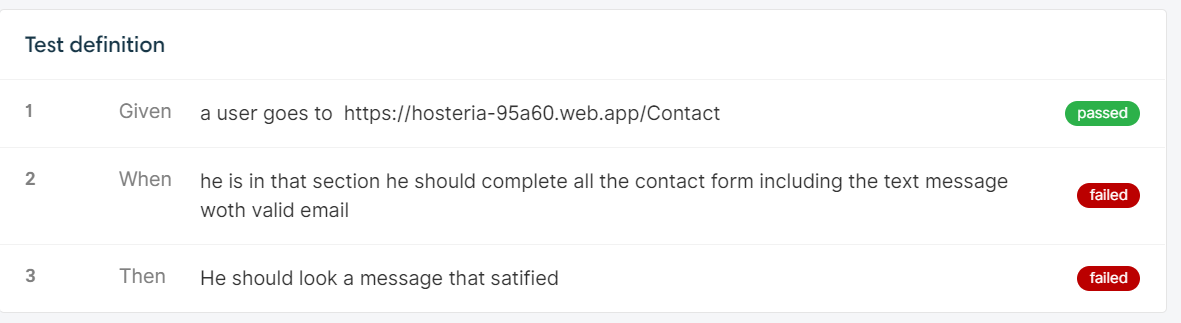 Test definition
1 Given a user goes to https://hosteria-95a60.web.app/Contact passed
2 When he is in that section he should complete all the contact form including the text message
woth valid email failed
3 Then He should look a message that satified failed